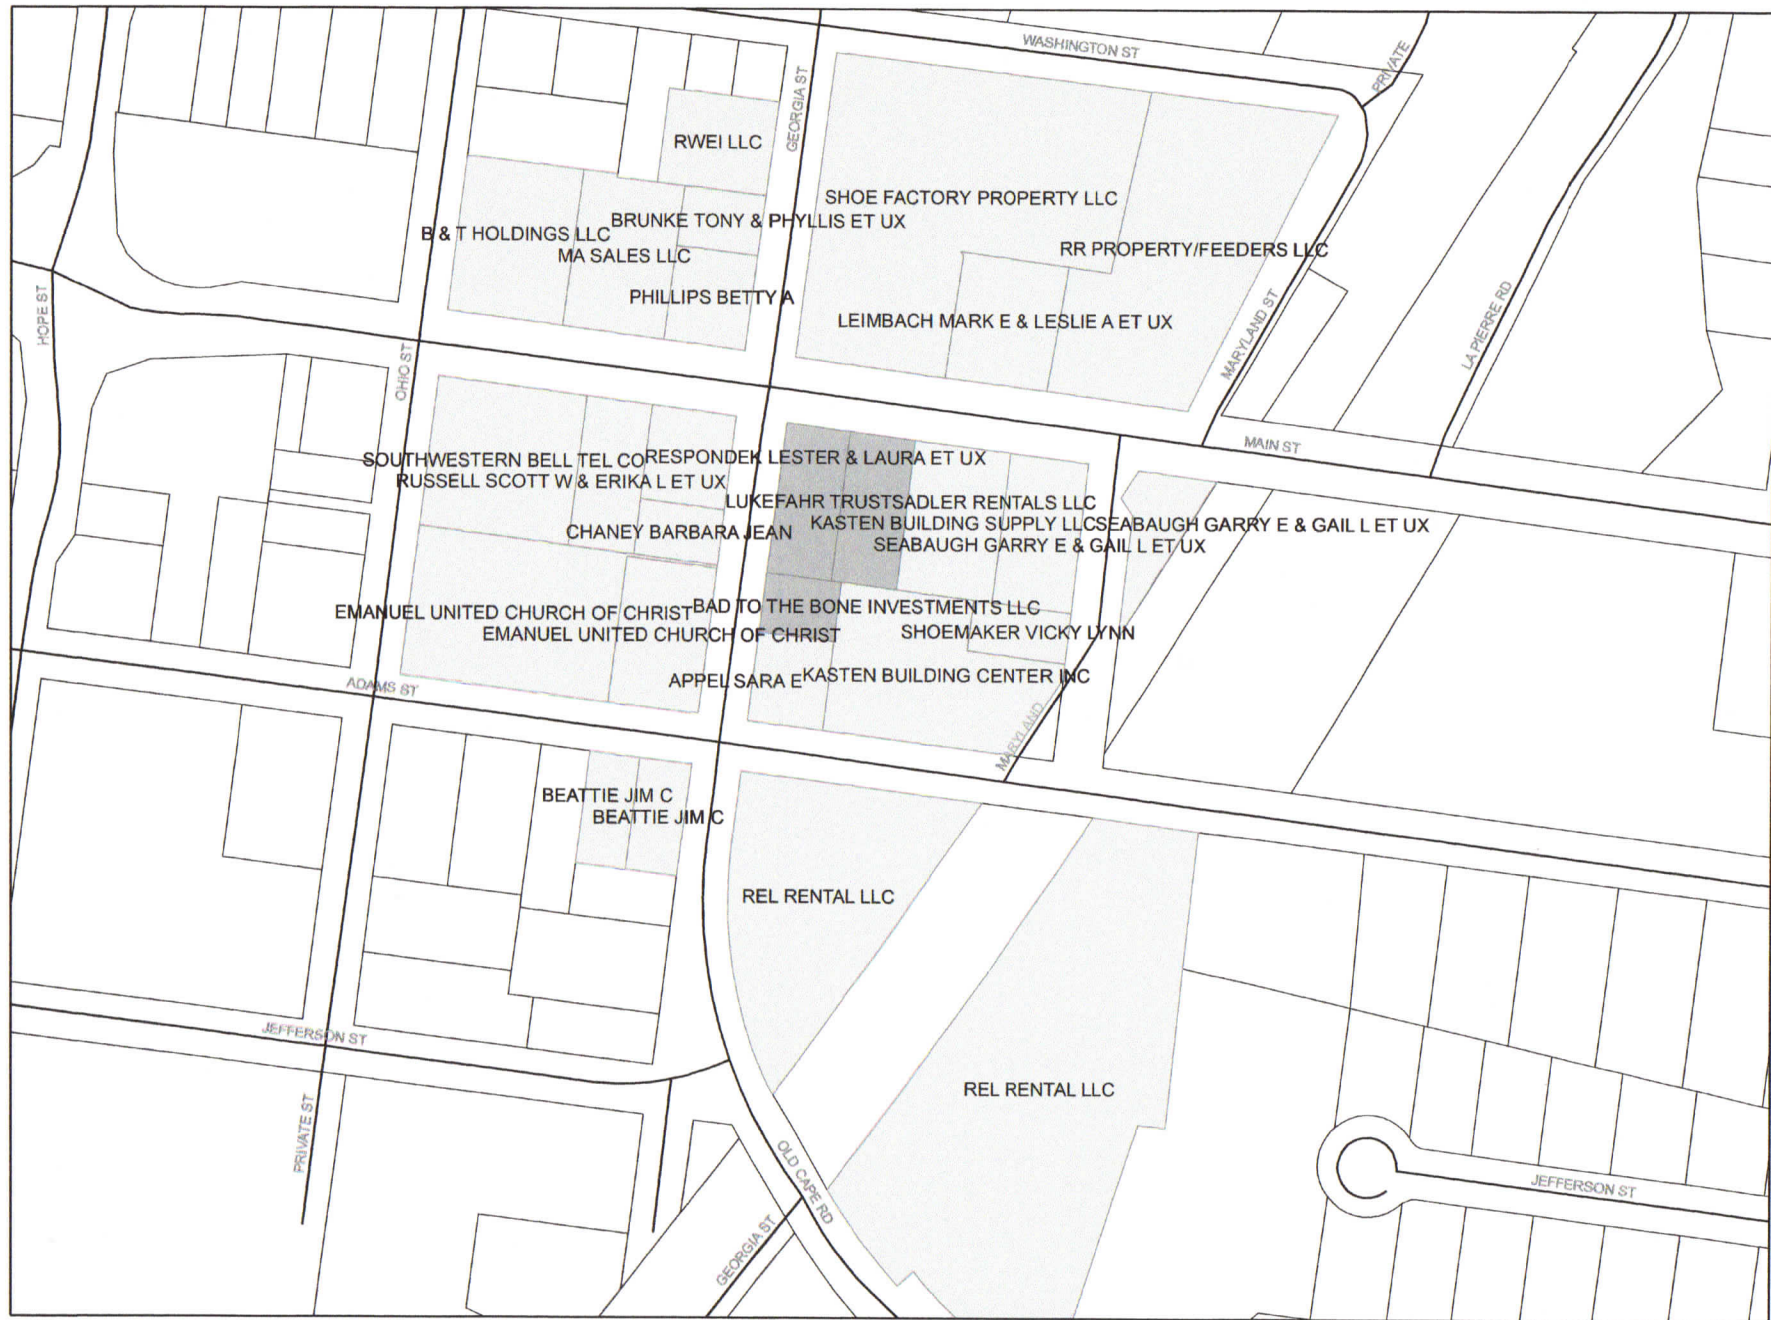 WASHINGTON ST
PRIVATE
GEORGIA ST
RWEI LLC
SHOE FACTORY PROPERTY LLC
BRUNKE TONY & PHYLLIS ET UX
B & T HOLDINGS LLC
MA SALES LLC
RR PROPERTY/FEEDERS LLC
PHILLIPS BETTY A
LEIMBACH MARK E & LESLIE A ET UX
HOPE ST
OHIO ST
MARYLAND ST
LA PIERRE RD
MAIN ST
SOUTHWESTERN BELL TEL CO
RESPONDEK LESTER & LAURA ET UX
RUSSELL SCOTT W & ERIKA L ET UX
LUKEFAHR TRUST
SADLER RENTALS LLC
KASTEN BUILDING SUPPLY LLC
SEABAUGH GARRY E & GAIL L ET UX
CHANEY BARBARA JEAN
SEABAUGH GARRY E & GAIL L ET UX
EMANUEL UNITED CHURCH OF CHRIST
BAD TO THE BONE INVESTMENTS LLC
EMANUEL UNITED CHURCH OF CHRIST
SHOEMAKER VICKY LYNN
APPEL SARA E
KASTEN BUILDING CENTER INC
ADAMS ST
MARYLAND
BEATTIE JIM C
BEATTIE JIM C
REL RENTAL LLC
JEFFERSON ST
REL RENTAL LLC
PRIVATE ST
OLD CAPE RD
GEORGIA ST
JEFFERSON ST